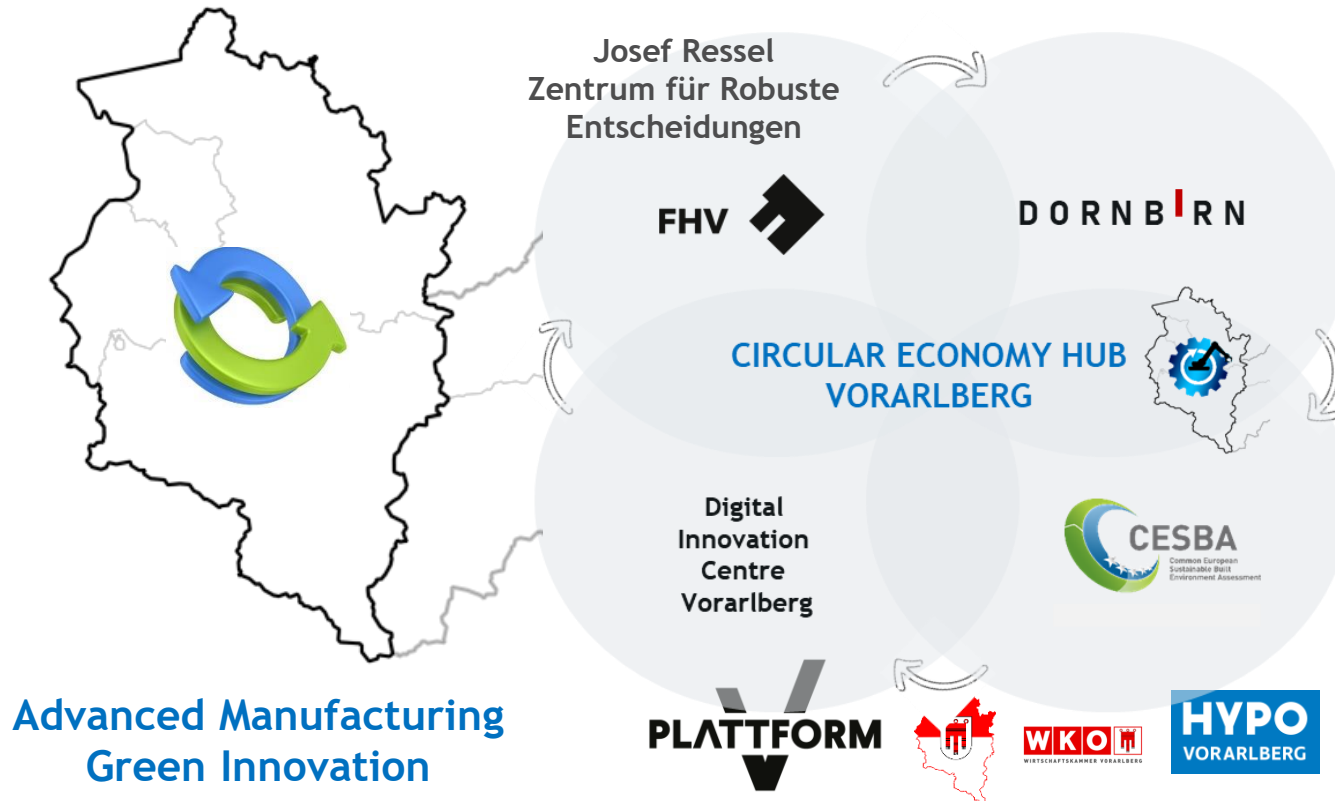 Josef Ressel
Zentrum für Robuste
Entscheidungen
FHV
DORNBIRN
CIRCULAR ECONOMY HUB
VORARLBERG
Digital
Innovation
Centre
Vorarlberg
CESBA
Common European
Sustainable Built
Environment Assessment
Advanced Manufacturing
Green Innovation
PLATTFORM
V
WKO
WIRTSCHAFTSKAMMER VORARLBERG
HYPO
VORARLBERG